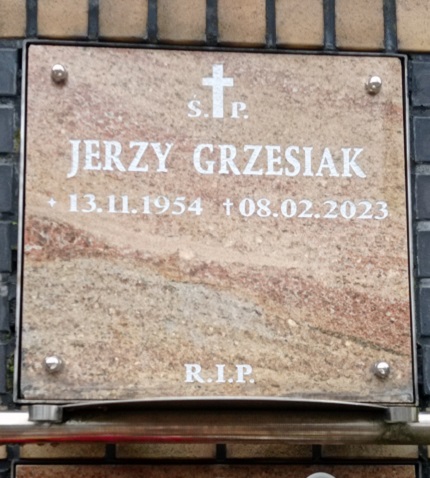 Ś. P.
JERZY GRZESIAK
* 13.11.1954 † 08.02.2023
R.I.P.